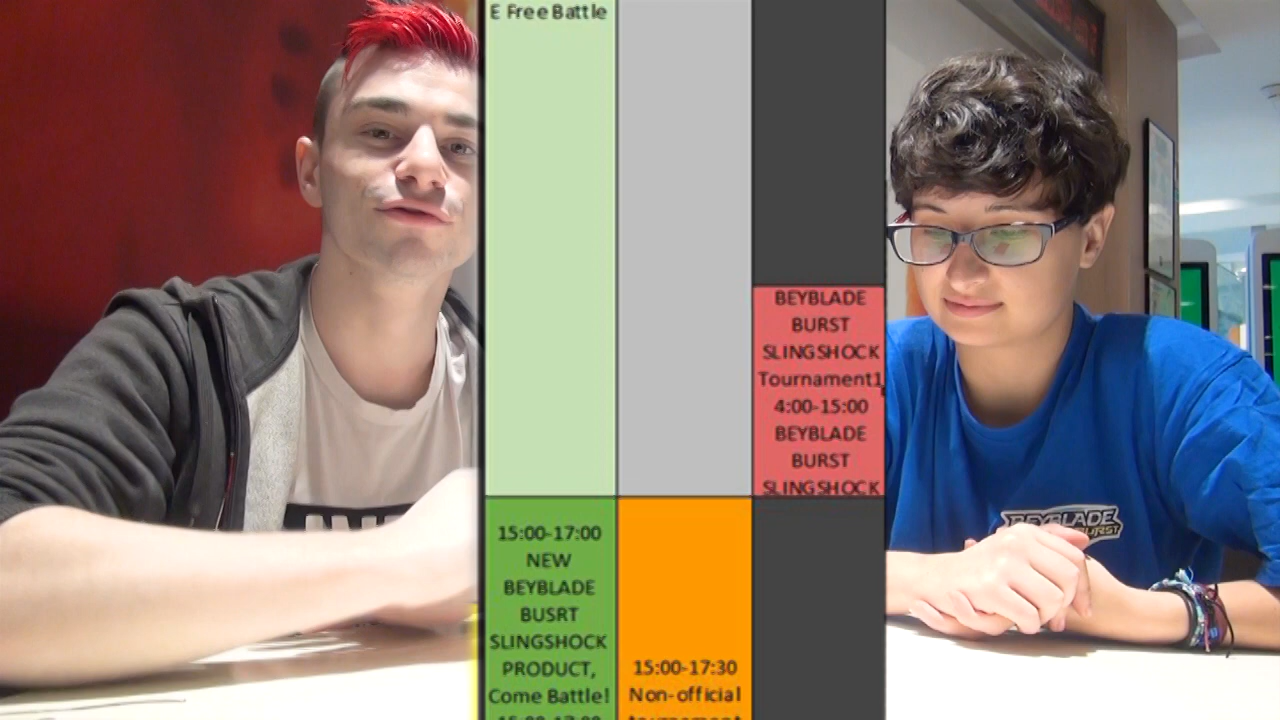 E Free Battle
BEYBLADE
BURST
SLINGSHOCK
Tournament1
4:00-15:00
BEYBLADE
BURST
SLINGSHOCK
15:00-17:00
NEW
BEYBLADE
BUSRT
SLINGSHOCK
PRODUCT,
Come Battle!
15:00-17:30
Non-official
tournament
BEYBLADE
BURST